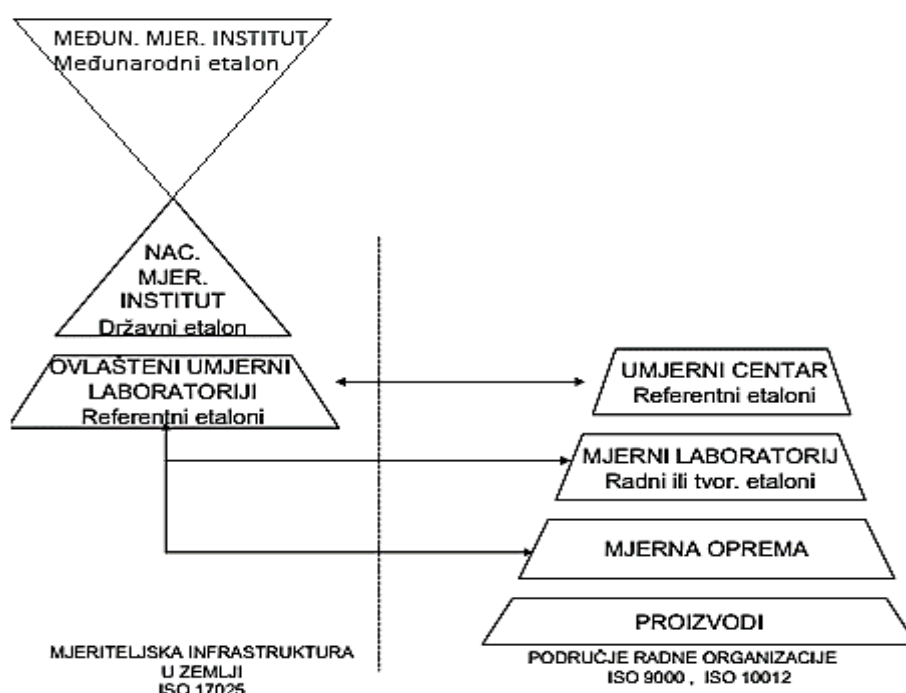 MEĐUN. MJER. INSTITUT
Međunarodni etalon
NAC.
MJER.
INSTITUT
Državni etalon
OVLAŠTENI UMJERNI
LABORATORIJI
Referentni etaloni
UMJERNI CENTAR
Referentni etaloni
MJERNI LABORATORIJ
Radni ili tvor. etaloni
MJERNA OPREMA
PROIZVODI
MJERITELJSKA INFRASTRUKTURA
U ZEMLJI
ISO 17025
PODRUČJE RADNE ORGANIZACIJE
ISO 9000 , ISO 10012